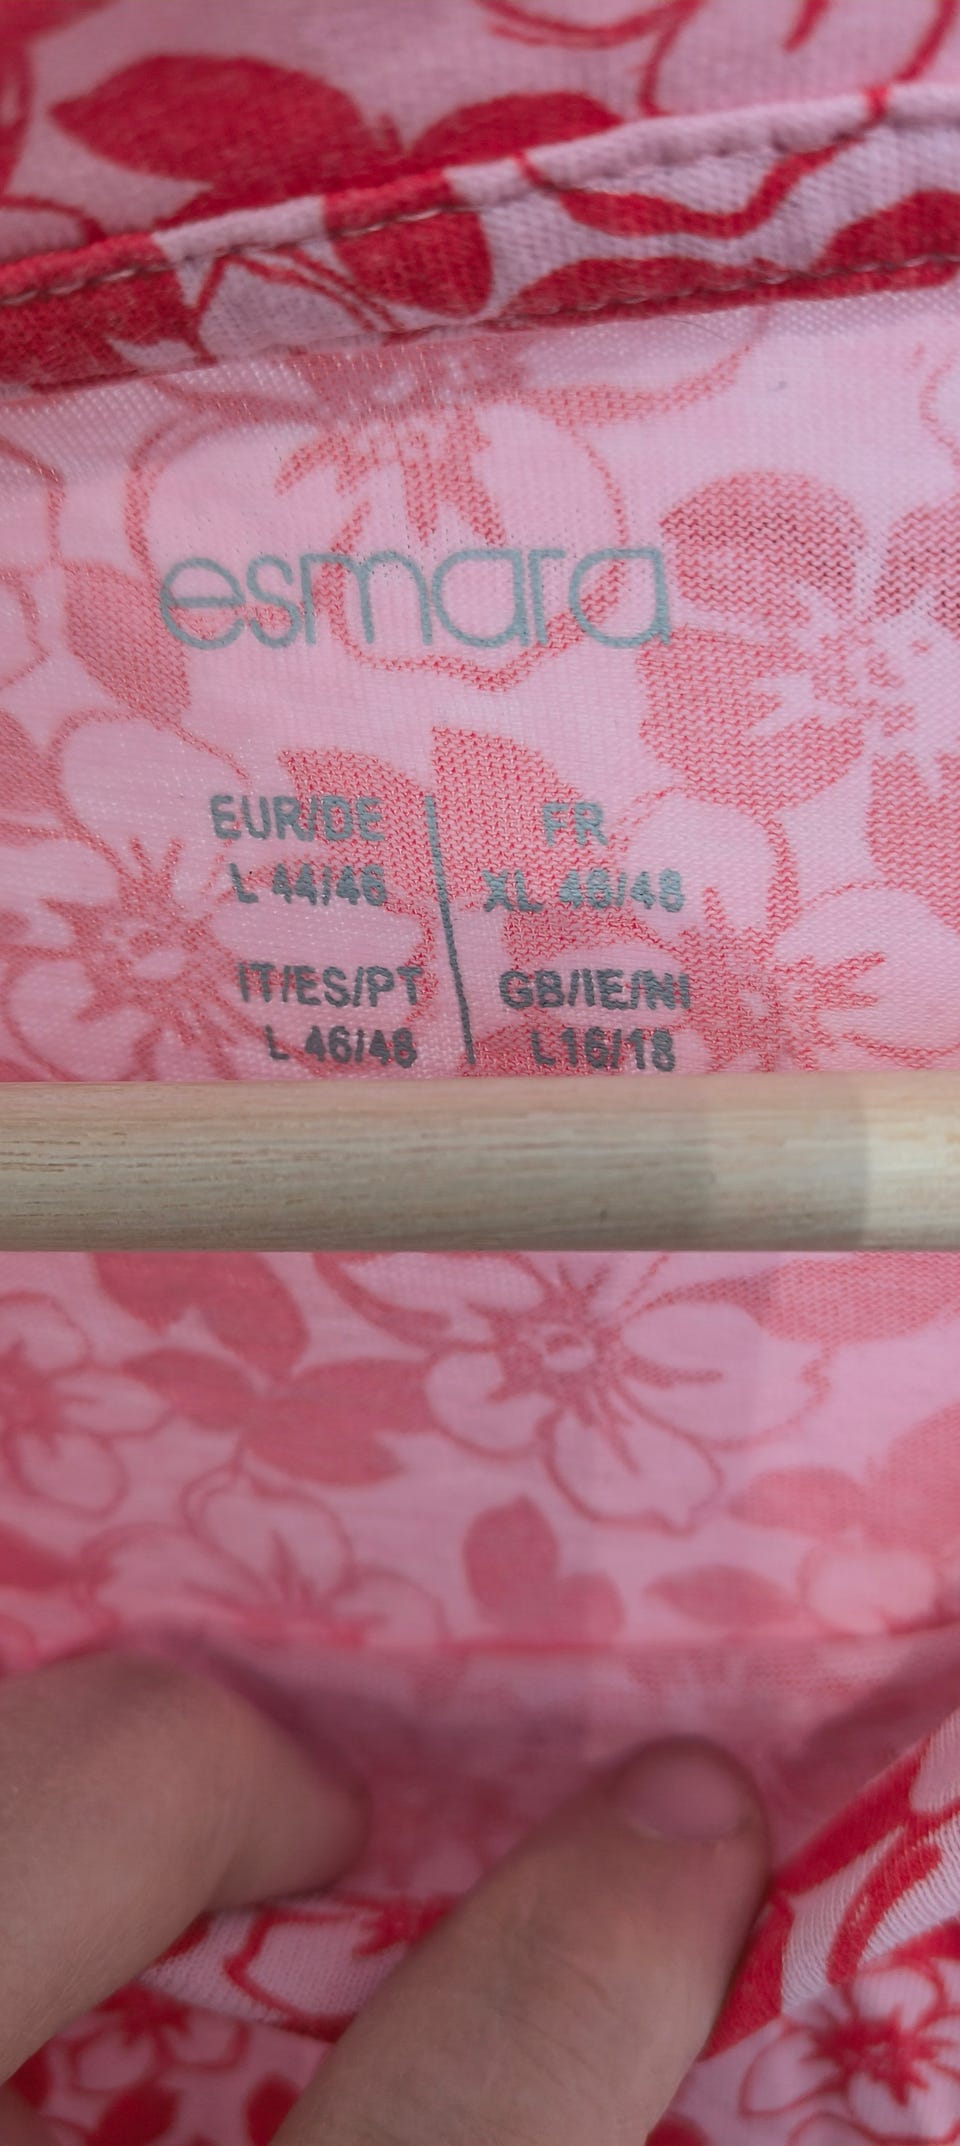 esmara
EUR/DE
L 44/46
FR
XL 46/48
IT/ES/PT
L 46/48
GB/IE/NI
L16/18